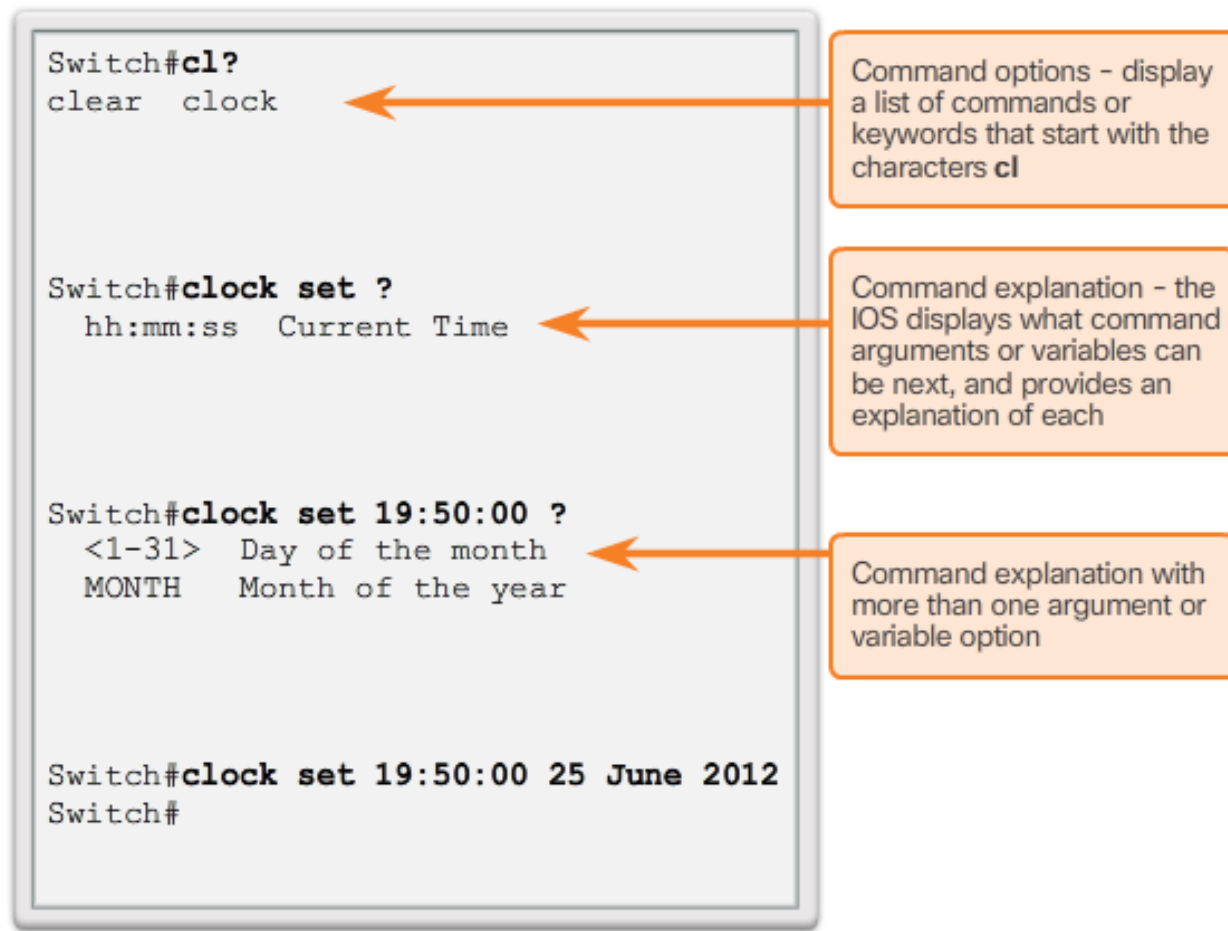 Switch#cl?
clear clock
Command options - display
a list of commands or
keywords that start with the
characters cl
Switch#clock set ?
hh:mm:ss Current Time
Command explanation - the
IOS displays what command
arguments or variables can
be next, and provides an
explanation of each
Switch#clock set 19:50:00 ?
<1-31> Day of the month
MONTH Month of the year
Command explanation with
more than one argument or
variable option
Switch#clock set 19:50:00 25 June 2012
Switch#